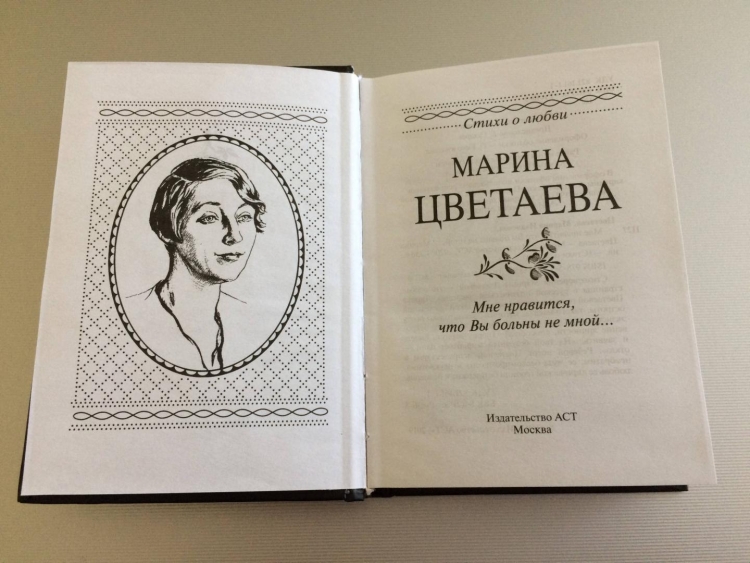 Стихи о любви
МАРИНА
ЦВЕТАЕВА
Мне нравится,
что Вы больны не мной...
Издательство АСТ
Москва